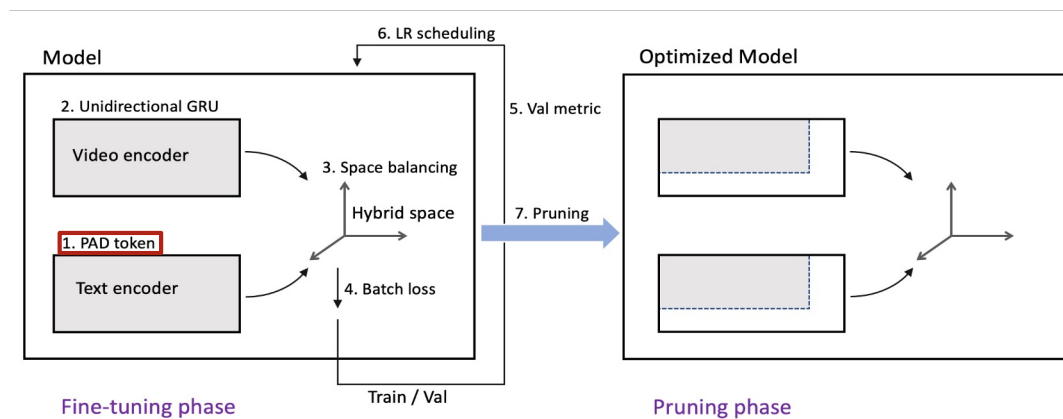 6. LR scheduling
Model
Optimized Model
2. Unidirectional GRU
5. Val metric
Video encoder
3. Space balancing
Hybrid space
7. Pruning
1. PAD token
Text encoder
4. Batch loss
Train / Val
Fine-tuning phase
Pruning phase